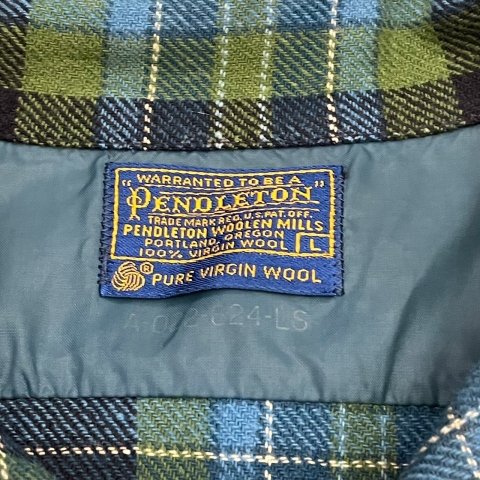 WARRANTED TO BE A
"PENDLETON"
TRADE MARK REG. U.S. PAT. OFF.
PENDLETON WOOLEN MILLS
PORTLAND, OREGON
100% VIRGIN WOOL L
® PURE VIRGIN WOOL